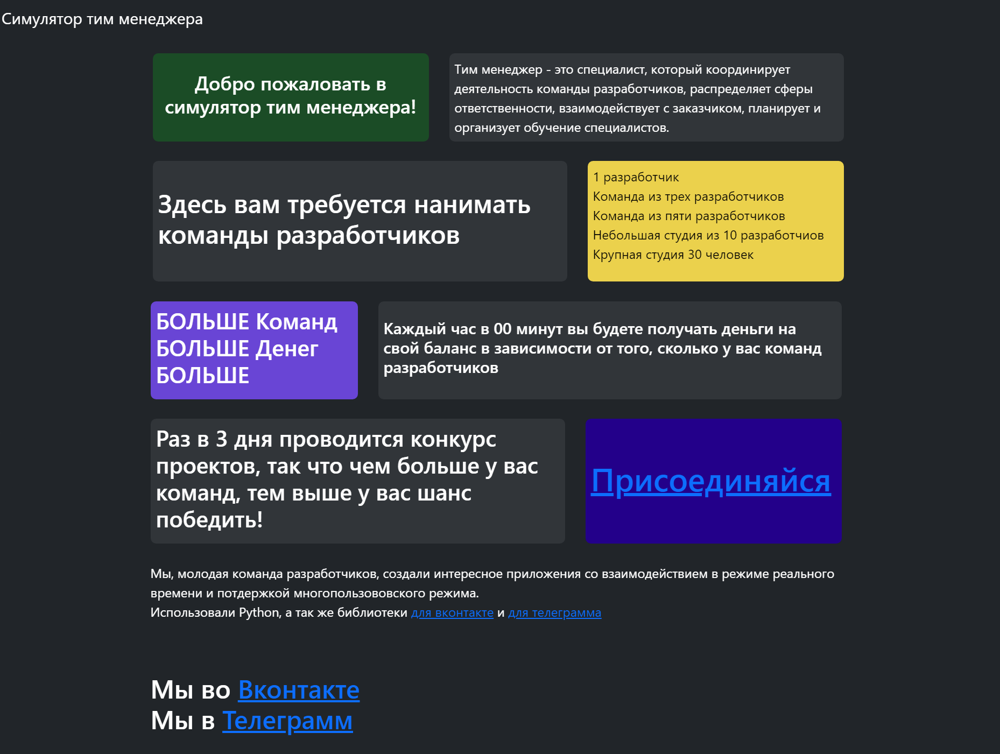 Симулятор тим менеджера
Добро пожаловать в
симулятор тим менеджера!
Тим менеджер - это специалист, который координирует
деятельность команды разработчиков, распределяет сферы
ответственности, взаимодействует с заказчиком, планирует и
организует обучение специалистов.
Здесь вам требуется нанимать
команды разработчиков
1 разработчик
Команда из трех разработчиков
Команда из пяти разработчиков
Небольшая студия из 10 разработчиов
Крупная студия 30 человек
БОЛЬШЕ Команд
БОЛЬШЕ Денег
БОЛЬШЕ
Каждый час в 00 минут вы будете получать деньги на
свой баланс в зависимости от того, сколько у вас команд
разработчиков
Раз в 3 дня проводится конкурс
проектов, так что чем больше у вас
команд, тем выше у вас шанс
победить!
Присоединяйся
Мы, молодая команда разработчиков, создали интересное приложения со взаимодействием в режиме реального
времени и потдержкой многопользововского режима.
Использовали Python, а так же библиотеки для вконтакте и для телеграмма
Мы во Вконтакте
Мы в Телеграмм